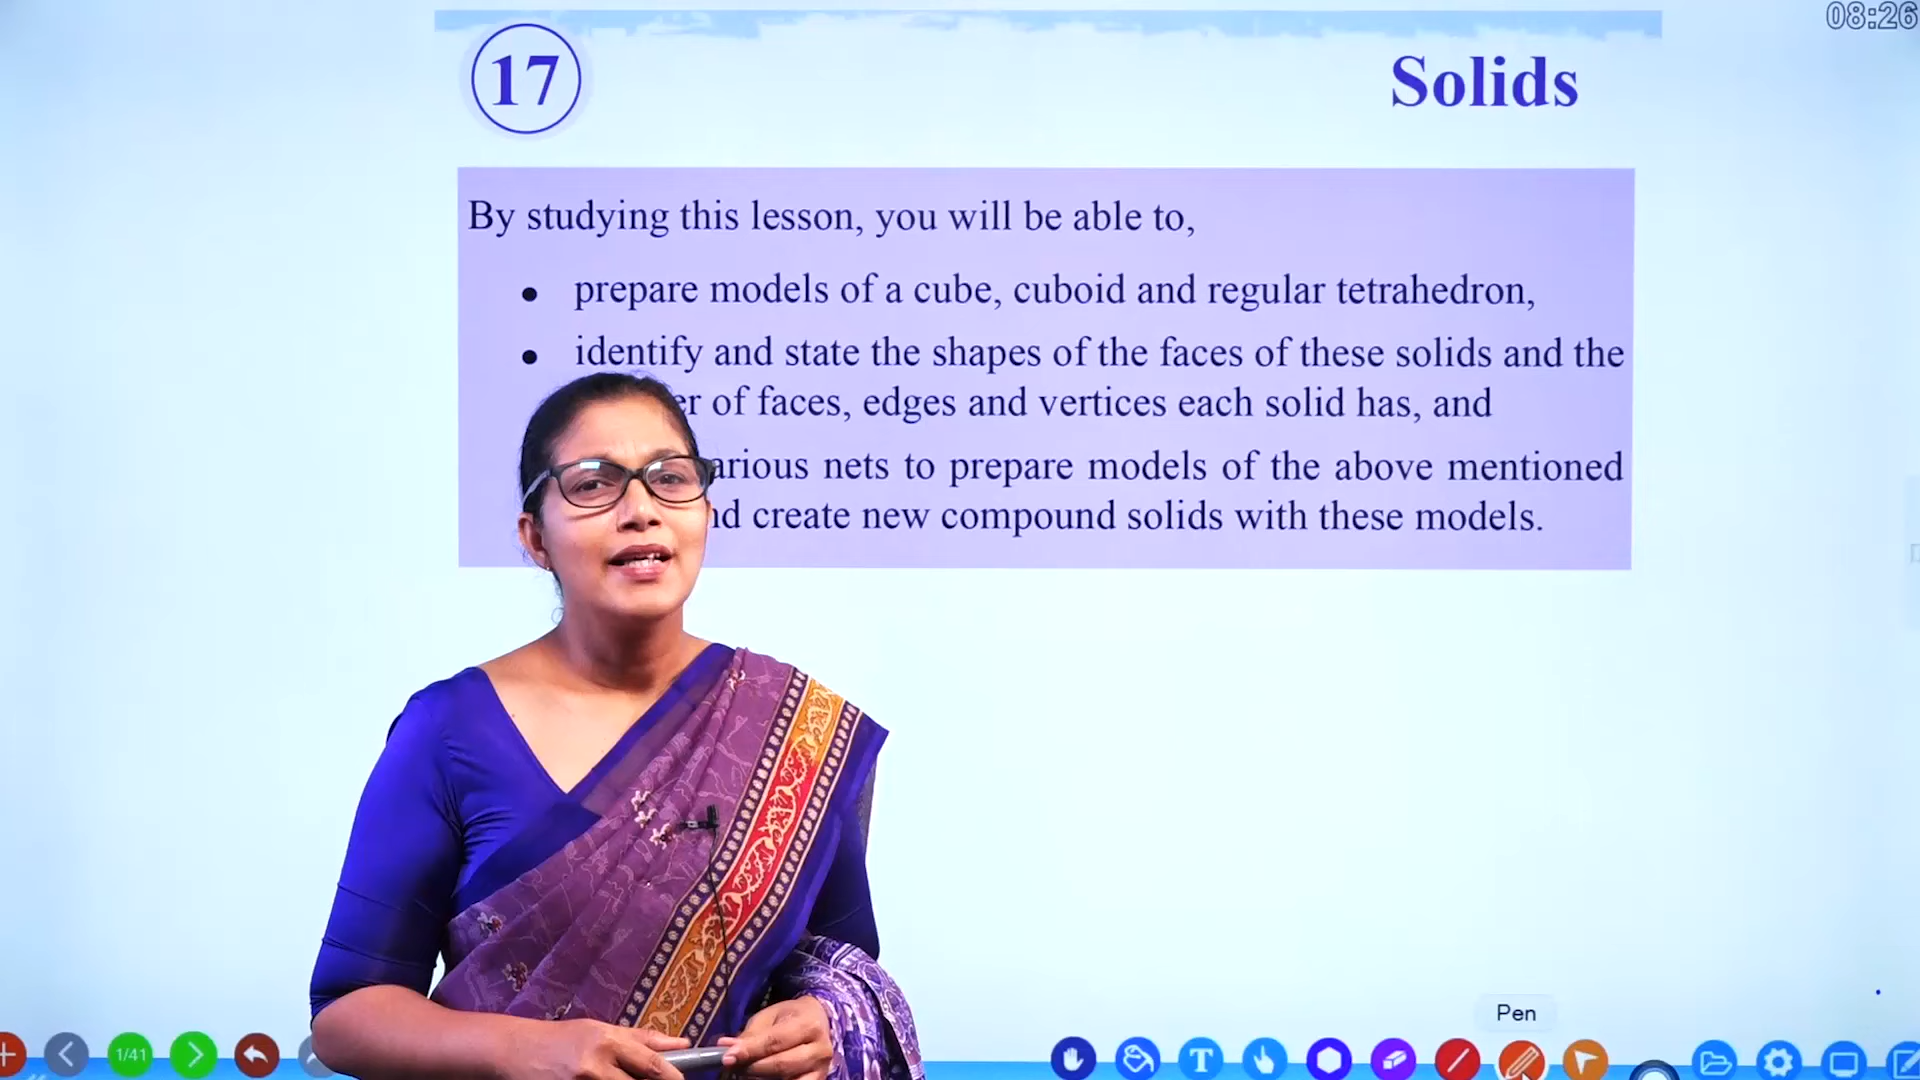 08:26
17
Solids
By studying this lesson, you will be able to,
• prepare models of a cube, cuboid and regular tetrahedron,
• identify and state the shapes of the faces of these solids and the
of faces, edges and vertices each solid has, and
nets to prepare models of the above mentioned
create new compound solids with these models.
Pen
1/41
T